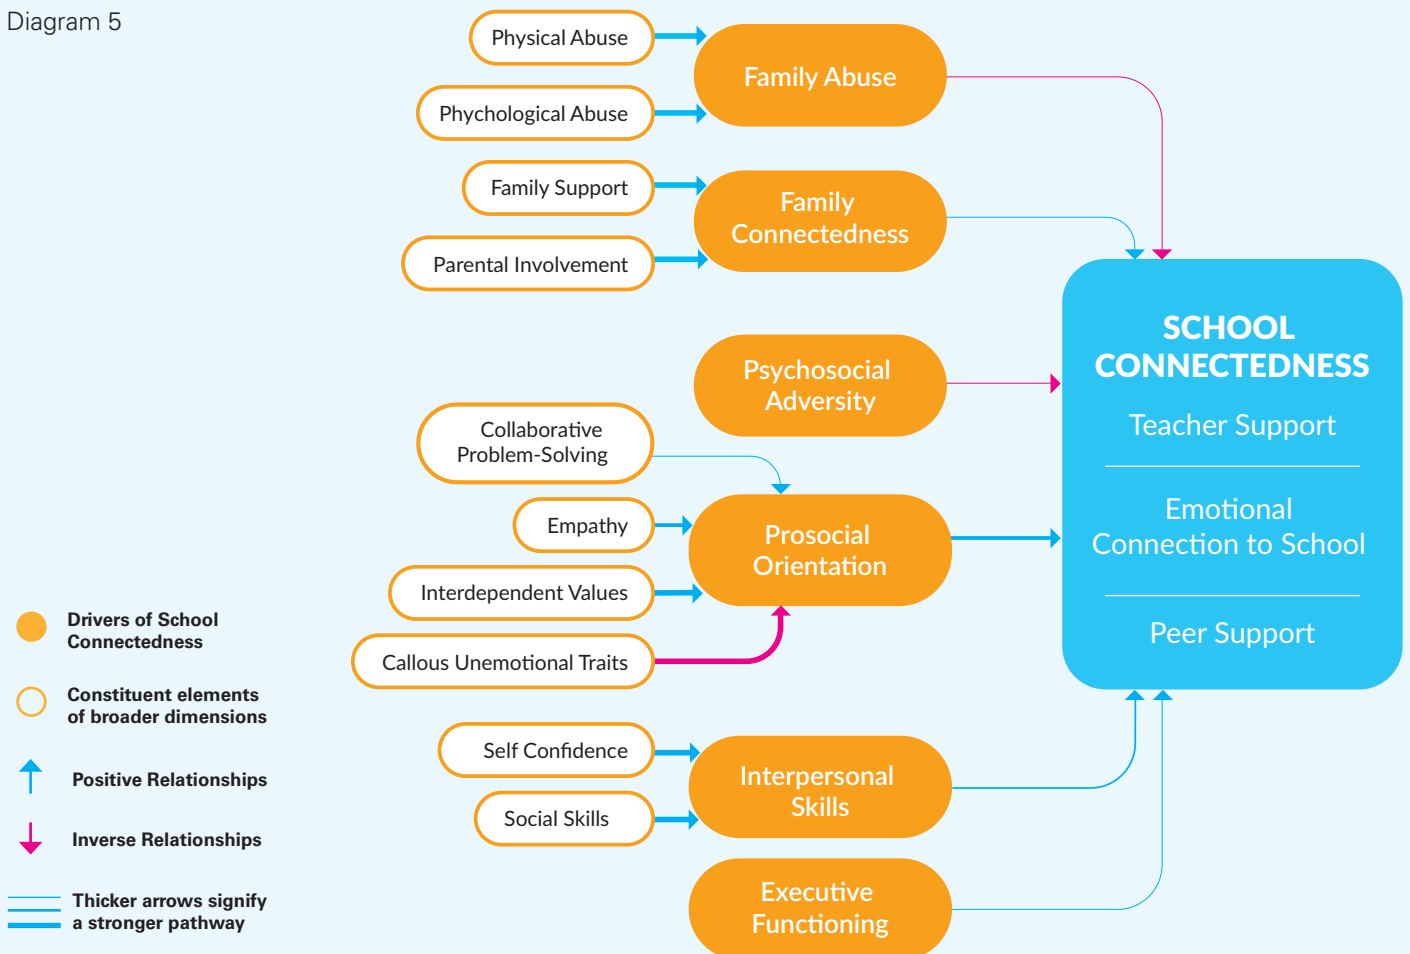 Diagram 5
Physical Abuse
Phychological Abuse
Family Abuse
Family Support
Parental Involvement
Family
Connectedness
Psychosocial
Adversity
Collaborative
Problem-Solving
Empathy
Interdependent Values
Callous Unemotional Traits
Prosocial
Orientation
Self Confidence
Social Skills
Interpersonal
Skills
Executive
Functioning
SCHOOL
CONNECTEDNESS
Teacher Support
Emotional
Connection to School
Peer Support
Drivers of School
Connectedness
Constituent elements
of broader dimensions
Positive Relationships
Inverse Relationships
Thicker arrows signify
a stronger pathway